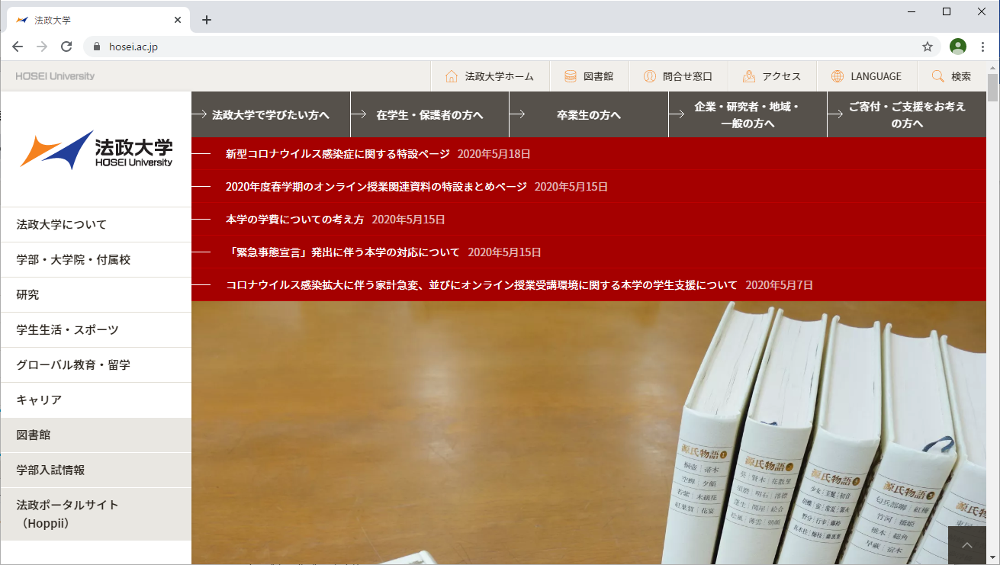 法政大学
hosei.ac.jp
HOSEI University
法政大学ホーム
図書館
問合せ窓口
アクセス
LANGUAGE
検索
法政大学
HOSEI University
法政大学で学びたい方へ
在学生・保護者の方へ
卒業生の方へ
企業・研究者・地域・
一般の方へ
ご寄付・ご支援をお考え
の方へ
新型コロナウイルス感染症に関する特設ページ 2020年5月18日
2020年度春学期のオンライン授業関連資料の特設まとめページ 2020年5月15日
本学の学費についての考え方 2020年5月15日
「緊急事態宣言」発出に伴う本学の対応について 2020年5月15日
コロナウイルス感染拡大に伴う家計急変、並びにオンライン授業受講環境に関する本学の学生支援について 2020年5月7日
法政大学について
学部・大学院・付属校
研究
学生生活・スポーツ
グローバル教育・留学
キャリア
図書館
学部入試情報
法政ポータルサイト
（Hoppii）
源氏物語 1
桐壺 帚木
空蝉 夕顔
若紫 末摘花
紅葉賀 花宴
源氏物語
葵 賢木 花散里
須磨 明石 澪標
蓬生 関屋 絵合
松風 薄雲 朝顔
源氏物語
少女 玉鬘 初音
胡蝶 蛍 常夏 篝火
野分 行幸 藤袴
真木柱 梅枝 藤裏葉
源氏物語
匂兵部卿 紅梅
竹河 橋姫
椎本 総角
早蕨 宿木
源氏物